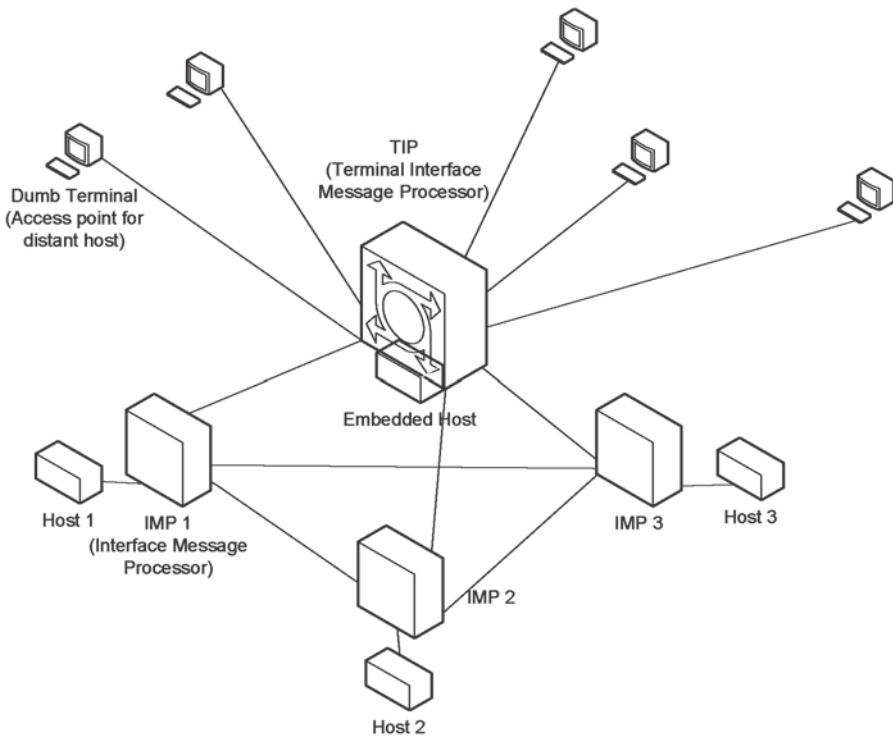 TIP
(Terminal Interface
Message Processor)
Dumb Terminal
(Access point for
distant host)
Embedded Host
Host 1
IMP 1
(Interface Message
Processor)
IMP 3
Host 3
IMP 2
Host 2